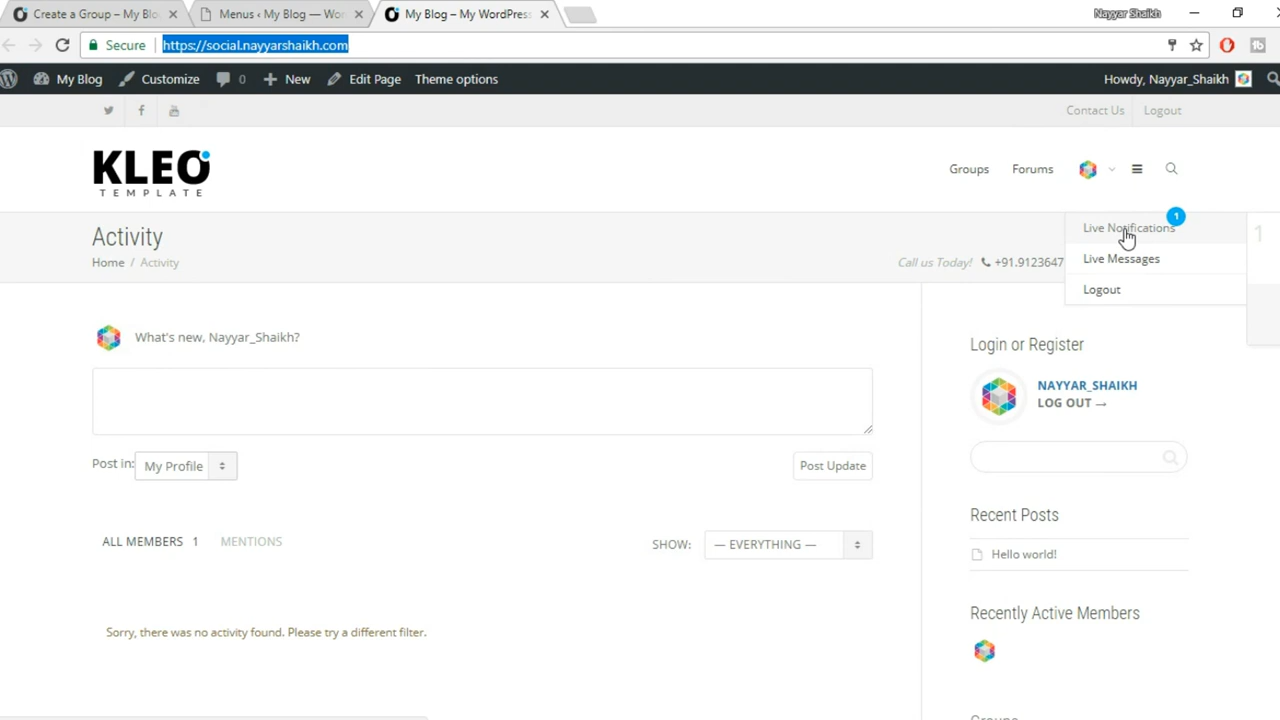 Create a Group – My Blo
Menus ‹ My Blog — Wor
My Blog – My WordPress
Nayyar Shaikh
Secure
https://social.nayyarshaikh.com
My Blog
Customize
0
New
Edit Page
Theme options
Howdy, Nayyar_Shaikh
Contact Us
Logout
KLEO
TEMPLATE
Groups
Forums
Activity
Home / Activity
Call us Today! +91.9123647
Live Notifications
1
Live Messages
Logout
1
What's new, Nayyar_Shaikh?
Post in:
My Profile
Post Update
ALL MEMBERS 1
MENTIONS
SHOW:
— EVERYTHING —
Sorry, there was no activity found. Please try a different filter.
Login or Register
NAYYAR_SHAIKH
LOG OUT →
Recent Posts
Hello world!
Recently Active Members